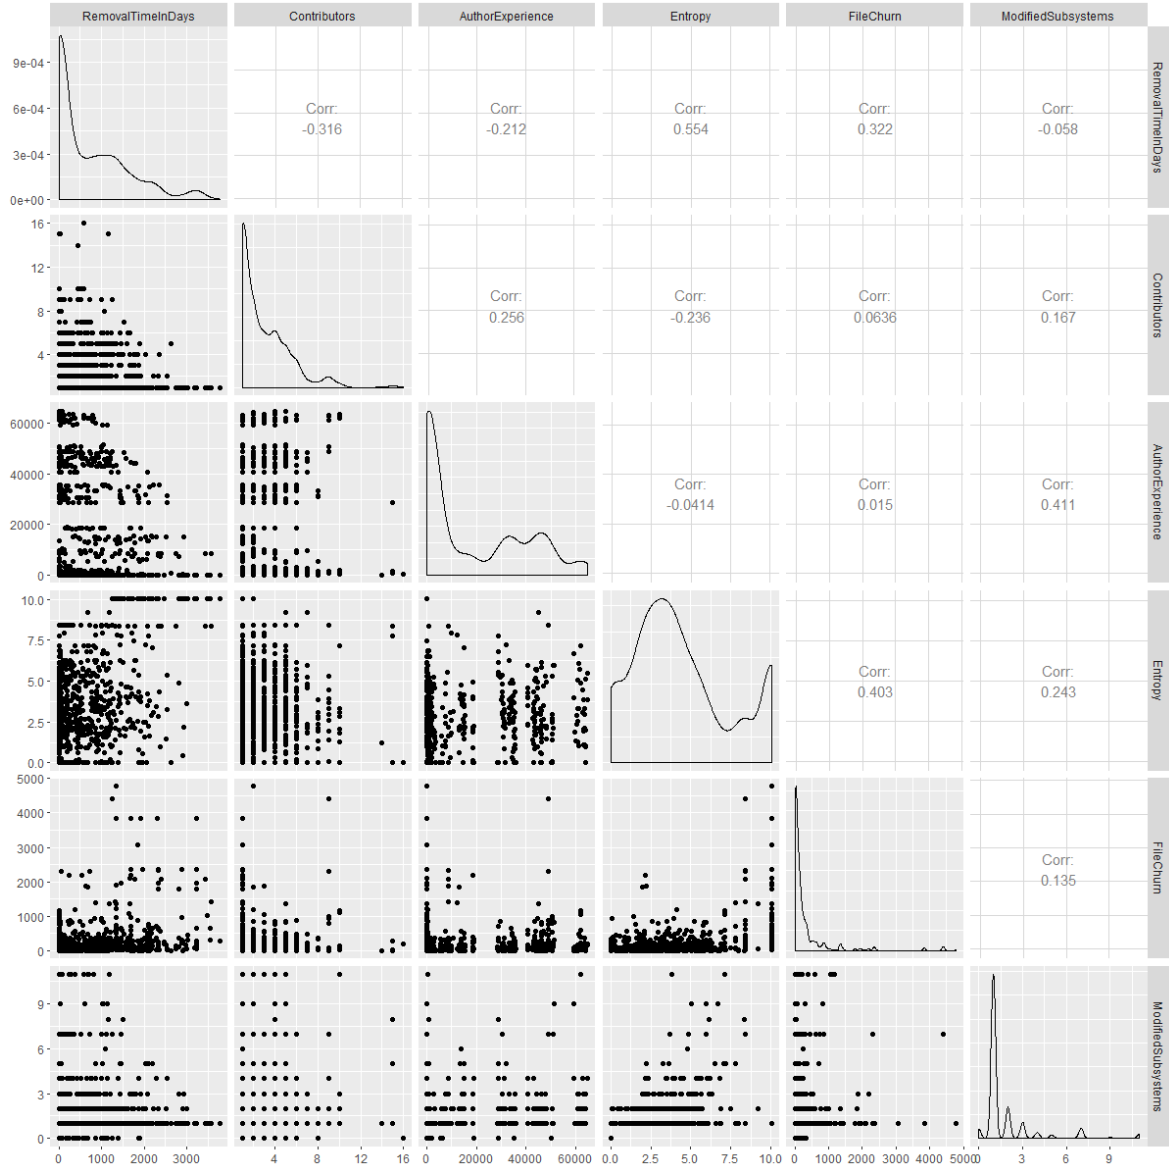 RemovalTimeInDays Contributors AuthorExperience Entropy FileChurn ModifiedSubsystems
9e-04
6e-04
3e-04
0e+00
Corr:
-0.316
Corr:
-0.212
Corr:
0.554
Corr:
0.322
Corr:
-0.058
RemovalTimeInDays
16
12
8
4
Corr:
0.256
Corr:
-0.236
Corr:
0.0636
Corr:
0.167
Contributors
60000
40000
20000
0
Corr:
-0.0414
Corr:
0.015
Corr:
0.411
AuthorExperience
10.0
7.5
5.0
2.5
0.0
Corr:
0.403
Corr:
0.243
Entropy
5000
4000
3000
2000
1000
0
Corr:
0.135
FileChurn
9
6
3
0
ModifiedSubsystems
0 1000 2000 3000 4 8 12 16 0 20000 40000 60000 0.0 2.5 5.0 7.5 10.0 0 1000 2000 3000 4000 5000 0 3 6 9